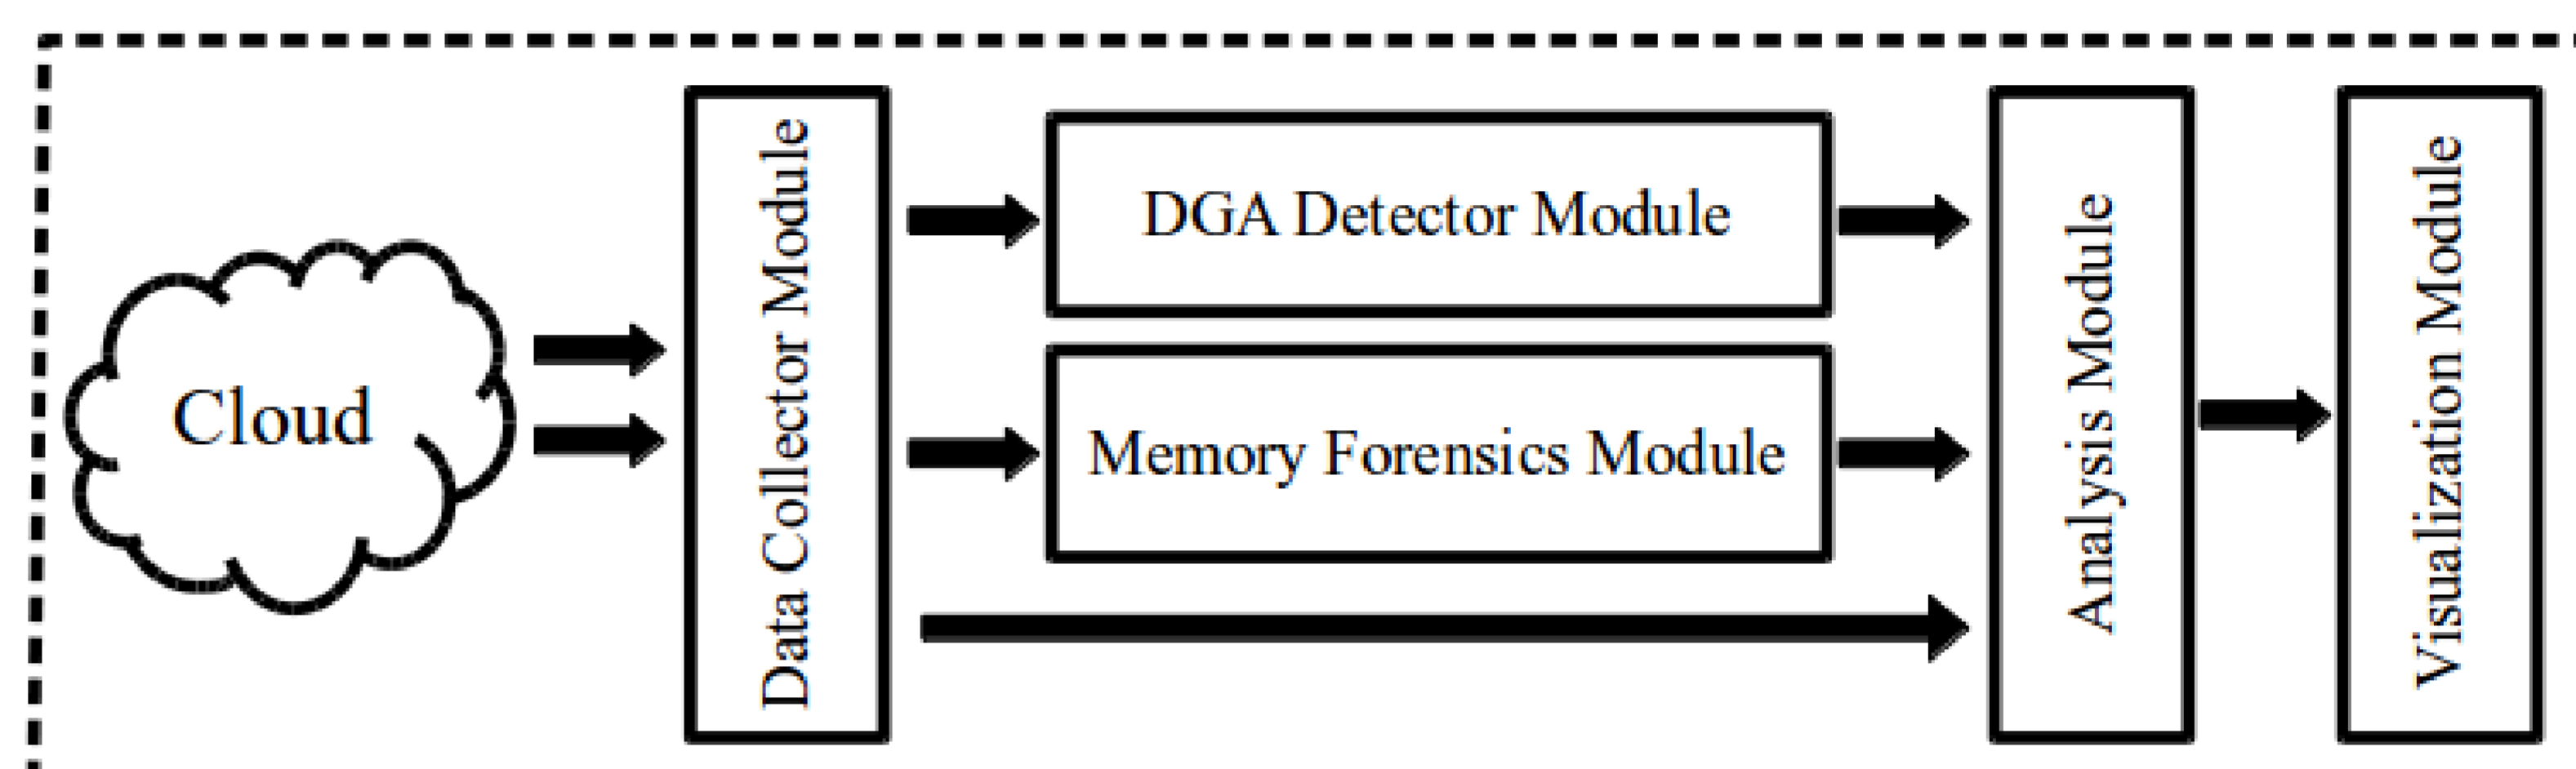 Cloud
Data Collector Module
DGA Detector Module
Memory Forensics Module
Analysis Module
Visualization Module